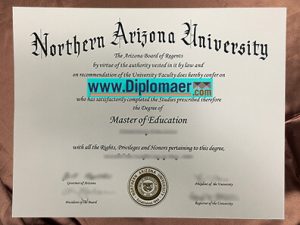 Northern Arizona University
The Arizona Board of Regents
by virtue of the authority vested in it by law and
on recommendation of the University Faculty does hereby confer on
www.Diplomaer.com
who has satisfactorily completed the Studies prescribed therefore
the Degree of
Master of Education
with all the Rights, Privileges and Honors pertaining to this degree,
Governor of Arizona
President of the University
President of the Board
Registrar of the University